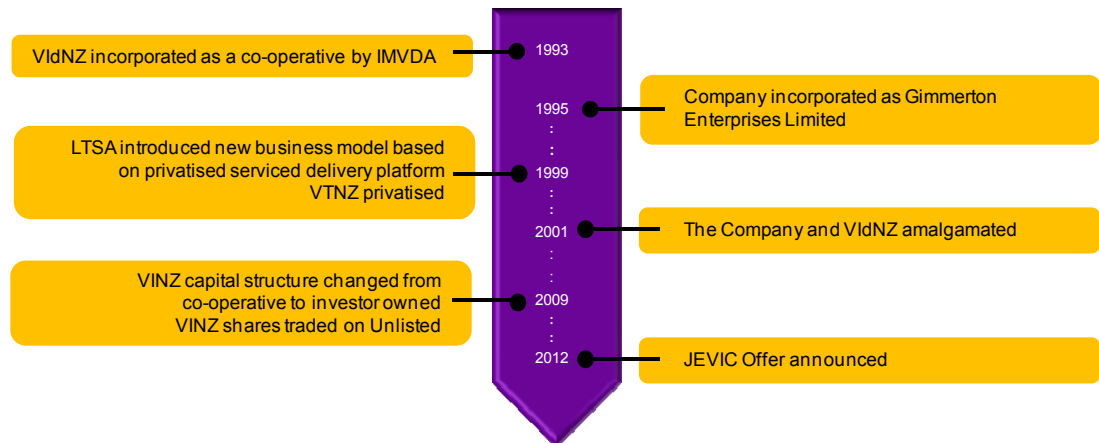 1993
VIdNZ incorporated as a co-operative by IMVDA
1995
Company incorporated as Gimmerton
Enterprises Limited
LTSA introduced new business model based
on privatised serviced delivery platform
VTNZ privatised
1999
2001
The Company and VIdNZ amalgamated
VINZ capital structure changed from
co-operative to investor owned
VINZ shares traded on Unlisted
2009
2012
JEVIC Offer announced